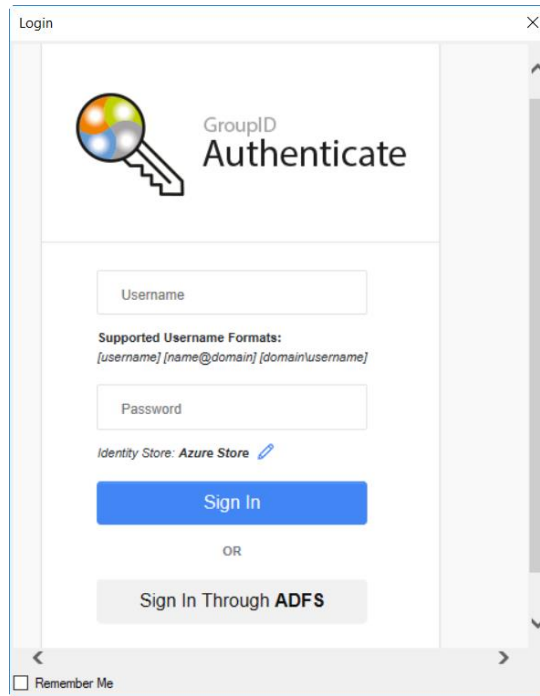 Login
GroupID
Authenticate
Username
Supported Username Formats:
[username] [name@domain] [domain\username]
Password
Identity Store: Azure Store
Sign In
OR
Sign In Through ADFS
Remember Me